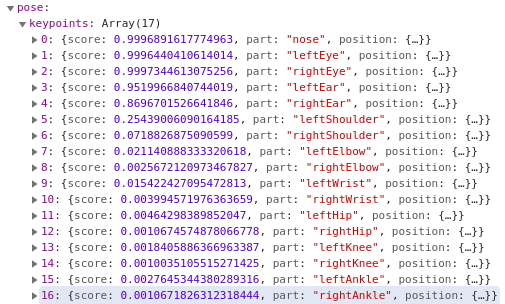 ▼pose:
▼keypoints: Array(17)
▶0: {score: 0.9996891617774963, part: "nose", position: {…}}
▶1: {score: 0.9996440410614014, part: "leftEye", position: {…}}
▶2: {score: 0.9997344613075256, part: "rightEye", position: {…}}
▶3: {score: 0.9519966840744019, part: "leftEar", position: {…}}
▶4: {score: 0.8696701526641846, part: "rightEar", position: {…}}
▶5: {score: 0.25439006090164185, part: "leftShoulder", position: {…}}
▶6: {score: 0.0718826875090599, part: "rightShoulder", position: {…}}
▶7: {score: 0.021140888333320618, part: "leftElbow", position: {…}}
▶8: {score: 0.0025672120973467827, part: "rightElbow", position: {…}}
▶9: {score: 0.015422427095472813, part: "leftWrist", position: {…}}
▶10: {score: 0.003994571976363659, part: "rightWrist", position: {…}}
▶11: {score: 0.00464298389852047, part: "leftHip", position: {…}}
▶12: {score: 0.0010674574878066778, part: "rightHip", position: {…}}
▶13: {score: 0.0018405886366963387, part: "leftKnee", position: {…}}
▶14: {score: 0.0010035105515271425, part: "rightKnee", position: {…}}
▶15: {score: 0.0027645344380289316, part: "leftAnkle", position: {…}}
▶16: {score: 0.0010671826312318444, part: "rightAnkle", position: {…}}